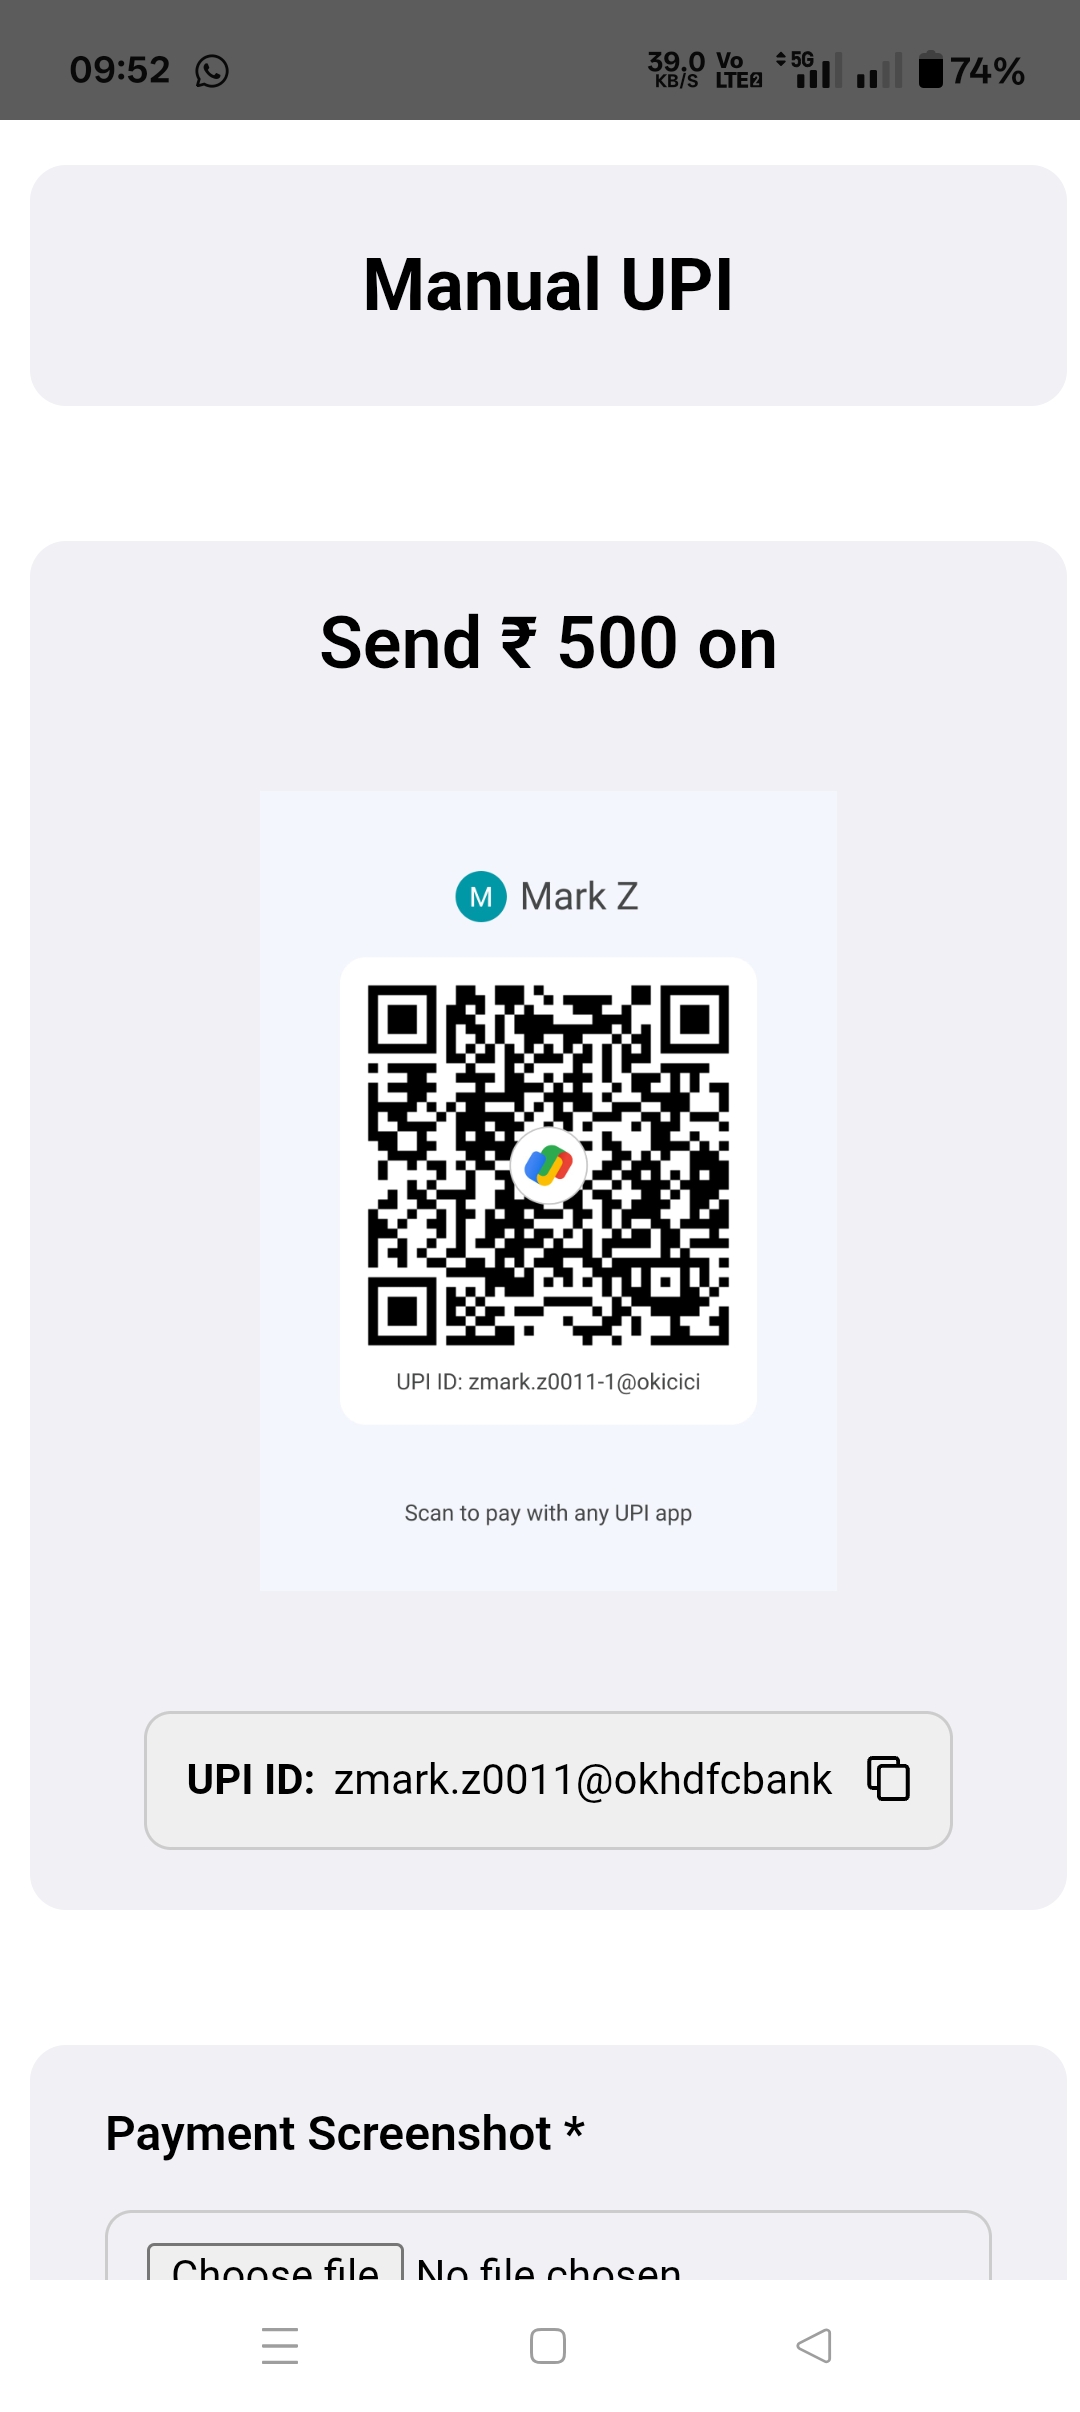 09:52
39.0 KB/S Vo LTE 2 5G 74%
Manual UPI
Send ₹ 500 on
M Mark Z
UPI ID: zmark.z0011-1@okicici
Scan to pay with any UPI app
UPI ID: zmark.z0011@okhdfcbank
Payment Screenshot *
Choose file No file chosen